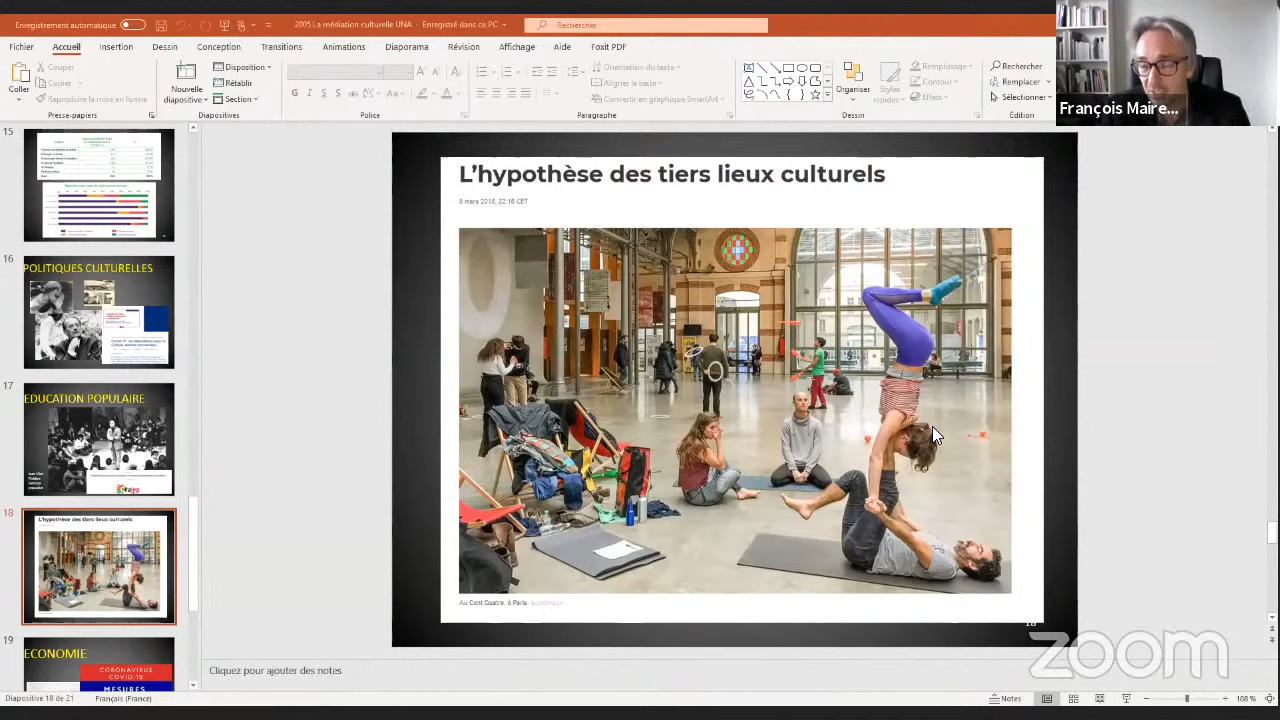 Enregistrement automatique
2005 La médiation culturelle UNA - Enregistré dans ce PC
Rechercher
Fichier Accueil Insertion Dessin Conception Transitions Animations Diaporama Révision Affichage Aide Foxit PDF
Coller
Couper
Copier
Reproduire la mise en forme
Presse-papiers
Nouvelle diapositive
Disposition
Rétablir
Section
Diapositives
Police
Orientation du texte
Aligner le texte
Convertir en graphique SmartArt
Paragraphe
Organiser
Styles rapides
Remplissage
Contour
Effets
Dessin
Rechercher
Remplacer
Sélectionner
Édition
François Maire...
15
16
POLITIQUES CULTURELLES
17
EDUCATION POPULAIRE
18
L'hypothèse des tiers lieux culturels
19
ECONOMIE
CORONAVIRUS
COVID-19
MESURES
L'hypothèse des tiers lieux culturels
8 mars 2018, 22:16 CET
Au Cent Quatre, à Paris.
18
zoom
Cliquez pour ajouter des notes
Diapositive 18 de 21 Français (France) Notes 108 %